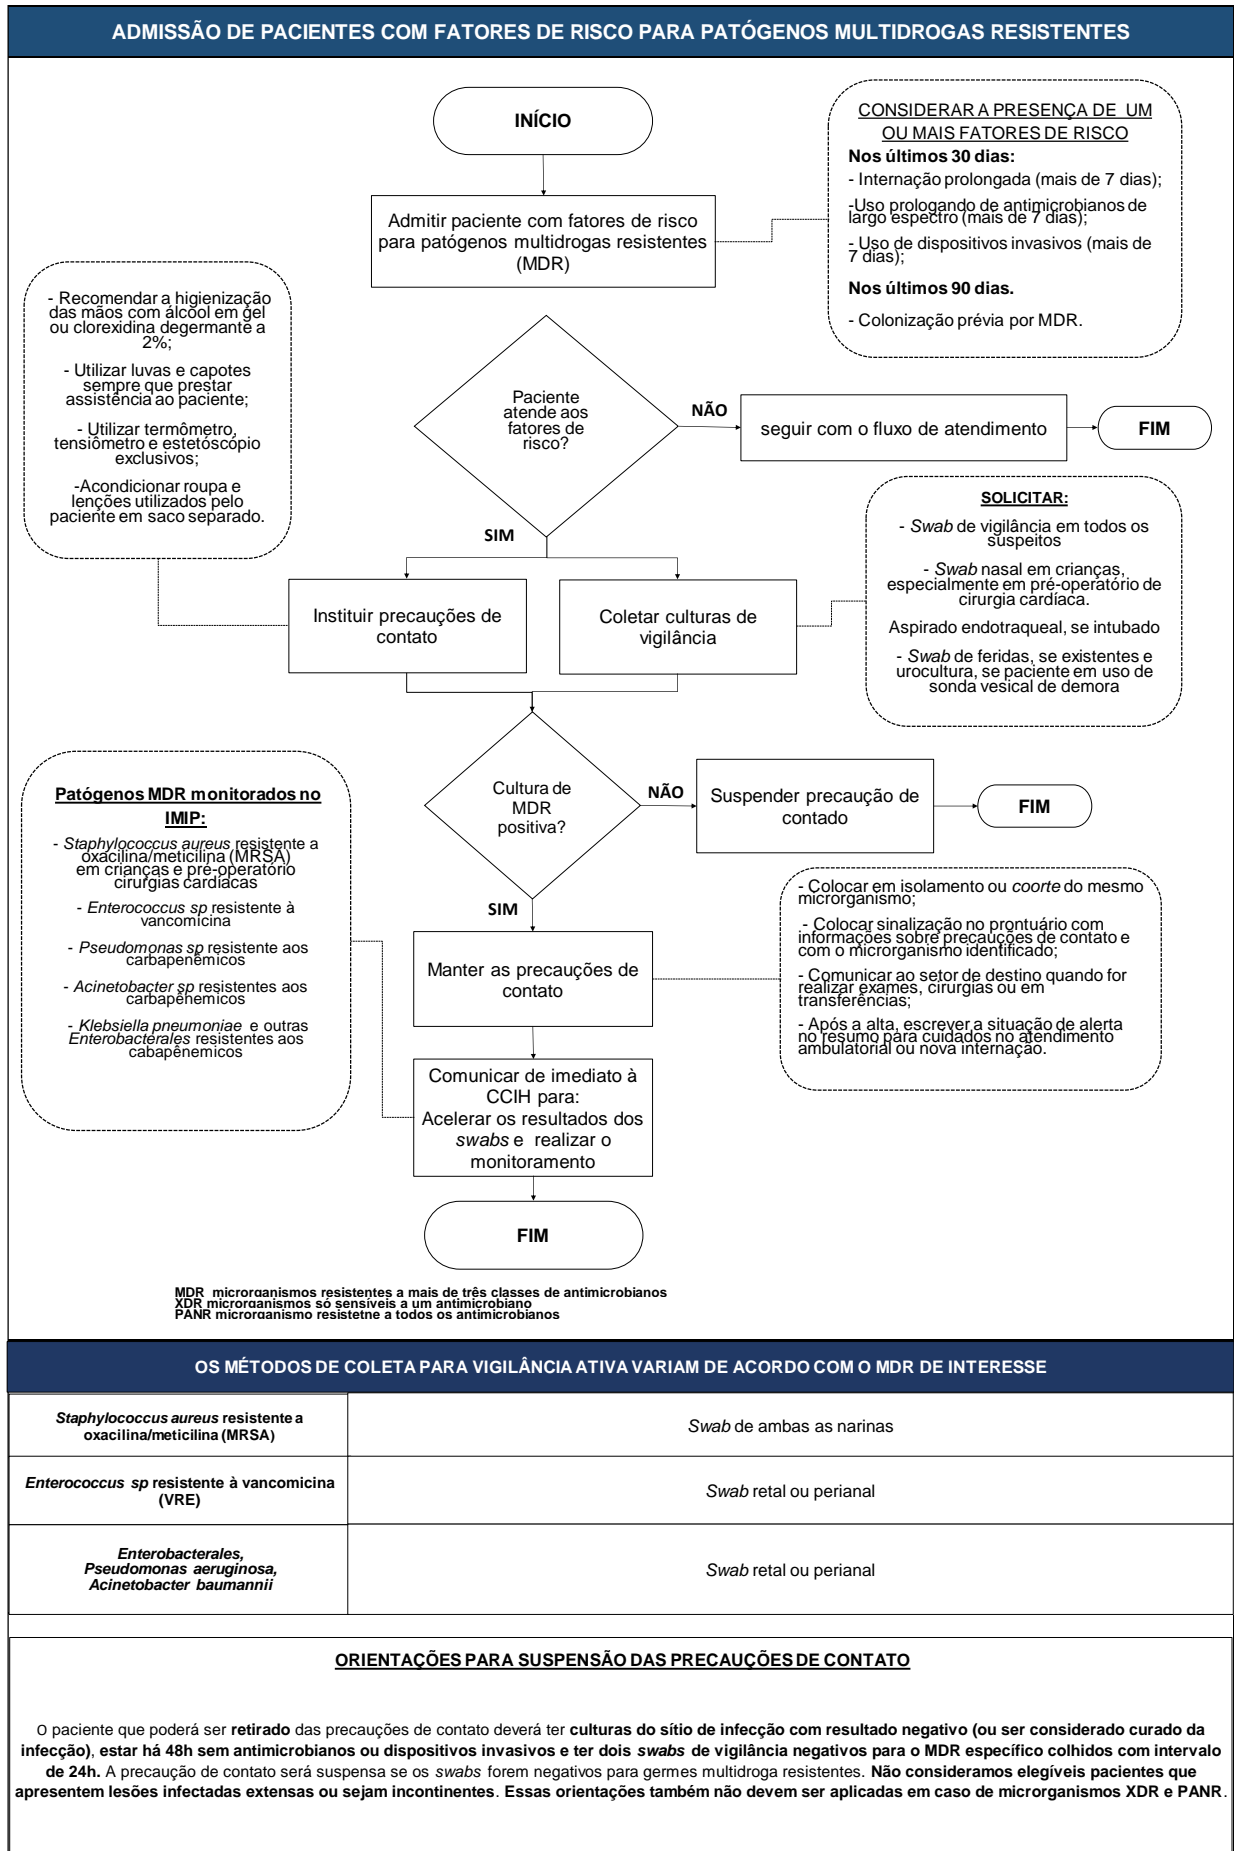 ADMISSÃO DE PACIENTES COM FATORES DE RISCO PARA PATÓGENOS MULTIDROGAS RESISTENTES
INÍCIO
CONSIDERAR A PRESENÇA DE UM
OU MAIS FATORES DE RISCO
Nos últimos 30 dias:
- Internação prolongada (mais de 7 dias);
-Uso prologando de antimicrobianos de
largo espectro (mais de 7 dias);
- Uso de dispositivos invasivos (mais de
7 dias);
Nos últimos 90 dias.
- Colonização prévia por MDR.
Admitir paciente com fatores de risco
para patógenos multidrogas resistentes
(MDR)
- Recomendar a higienização
das mãos com álcool em gel
ou clorexidina degermante a
2%;
- Utilizar luvas e capotes
sempre que prestar
assistência ao paciente;
- Utilizar termômetro,
tensiômetro e estetóscópio
exclusivos;
-Acondicionar roupa e
lenções utilizados pelo
paciente em saco separado.
Paciente
atende aos
fatores de
risco?
NÃO
seguir com o fluxo de atendimento
FIM
SIM
SOLICITAR:
- Swab de vigilância em todos os
suspeitos
- Swab nasal em crianças,
especialmente em pré-operatório de
cirurgia cardíaca.
Aspirado endotraqueal, se intubado
- Swab de feridas, se existentes e
urocultura, se paciente em uso de
sonda vesical de demora
Instituir precauções de
contato
Coletar culturas de
vigilância
Cultura de
MDR
positiva?
NÃO
Suspender precaução de
contado
FIM
SIM
Patógenos MDR monitorados no
IMIP:
- Staphylococcus aureus resistente a
oxacilina/meticilina (MRSA)
em crianças e pré-operatório
cirurgias cardíacas
- Enterococcus sp resistente à
vancomicina
- Pseudomonas sp resistente aos
carbapenêmicos
- Acinetobacter sp resistentes aos
carbapênemicos
- Klebsiella pneumoniae e outras
Enterobacterales resistentes aos
cabapênemicos
Manter as precauções de
contato
- Colocar em isolamento ou coorte do mesmo
microrganismo;
- Colocar sinalização no prontuário com
informações sobre precauções de contato e
com o microrganismo identificado;
- Comunicar ao setor de destino quando for
realizar exames, cirurgias ou em
transferências;
- Após a alta, escrever a situação de alerta
no resumo para cuidados no atendimento
ambulatorial ou nova internação.
Comunicar de imediato à
CCIH para:
Acelerar os resultados dos
swabs e realizar o
monitoramento
FIM
MDR microrganismos resistentes a mais de três classes de antimicrobianos
XDR microrganismos só sensíveis a um antimicrobiano
PANR microrganismo resistetne a todos os antimicrobianos
OS MÉTODOS DE COLETA PARA VIGILÂNCIA ATIVA VARIAM DE ACORDO COM O MDR DE INTERESSE
Staphylococcus aureus resistente a
oxacilina/meticilina (MRSA)
Swab de ambas as narinas
Enterococcus sp resistente à vancomicina
(VRE)
Swab retal ou perianal
Enterobacterales,
Pseudomonas aeruginosa,
Acinetobacter baumannii
Swab retal ou perianal
ORIENTAÇÕES PARA SUSPENSÃO DAS PRECAUÇÕES DE CONTATO
O paciente que poderá ser retirado das precauções de contato deverá ter culturas do sítio de infecção com resultado negativo (ou ser considerado curado da
infecção), estar há 48h sem antimicrobianos ou dispositivos invasivos e ter dois swabs de vigilância negativos para o MDR específico colhidos com intervalo
de 24h. A precaução de contato será suspensa se os swabs forem negativos para germes multidroga resistentes. Não consideramos elegíveis pacientes que
apresentem lesões infectadas extensas ou sejam incontinentes. Essas orientações também não devem ser aplicadas em caso de microrganismos XDR e PANR.